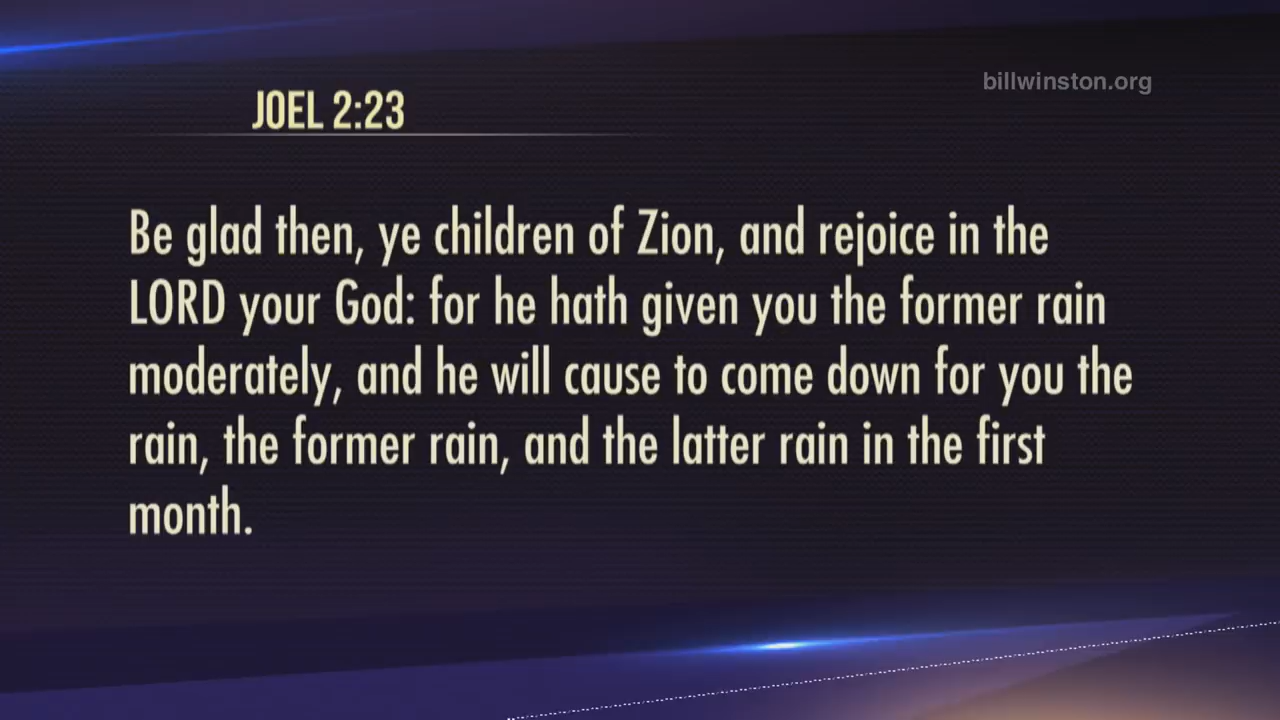 billwinston.org
JOEL 2:23
Be glad then, ye children of Zion, and rejoice in the
LORD your God: for he hath given you the former rain
moderately, and he will cause to come down for you the
rain, the former rain, and the latter rain in the first
month.